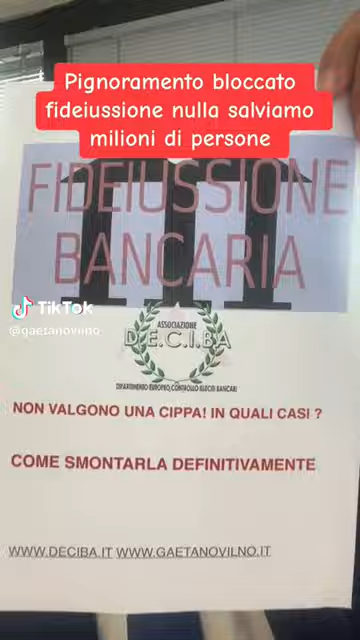 Pignoramento bloccato
fideiussione nulla salviamo
milioni di persone
FIDEIUSSIONE
BANCARIA
TikTok
@gaetanovilno
ASSOCIAZIONE
D.E.C.I.BA
DIPARTIMENTO EUROPEO CONTROLLO ILLECITI BANCARI
NON VALGONO UNA CIPPA! IN QUALI CASI ?
COME SMONTARLA DEFINITIVAMENTE
WWW.DECIBA.IT WWW.GAETANOVILNO.IT